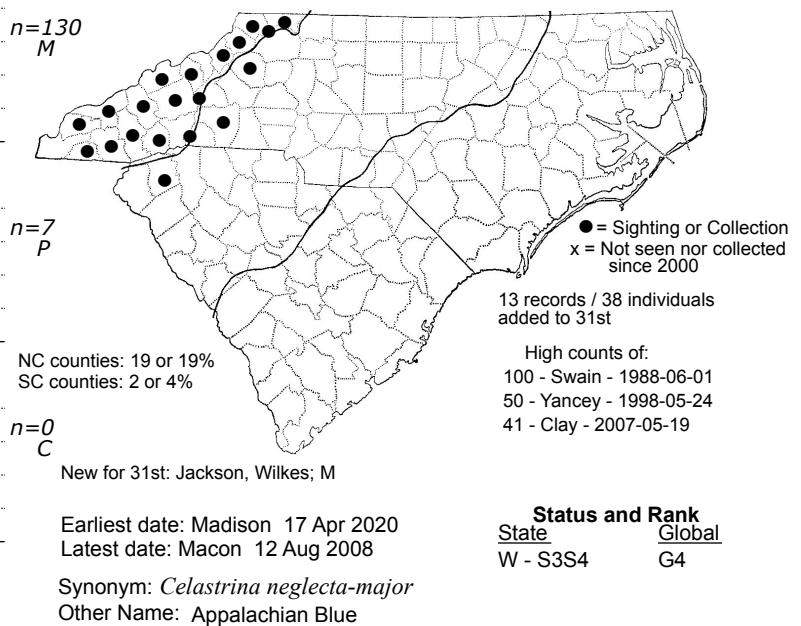 n=130
M
n=7
P
● = Sighting or Collection
x = Not seen nor collected
since 2000
13 records / 38 individuals
added to 31st
NC counties: 19 or 19%
SC counties: 2 or 4%
High counts of:
100 - Swain - 1988-06-01
50 - Yancey - 1998-05-24
41 - Clay - 2007-05-19
n=0
C
New for 31st: Jackson, Wilkes; M
Earliest date: Madison 17 Apr 2020
Latest date: Macon 12 Aug 2008
Status and Rank
State Global
W - S3S4 G4
Synonym: Celastrina neglecta-major
Other Name: Appalachian Blue